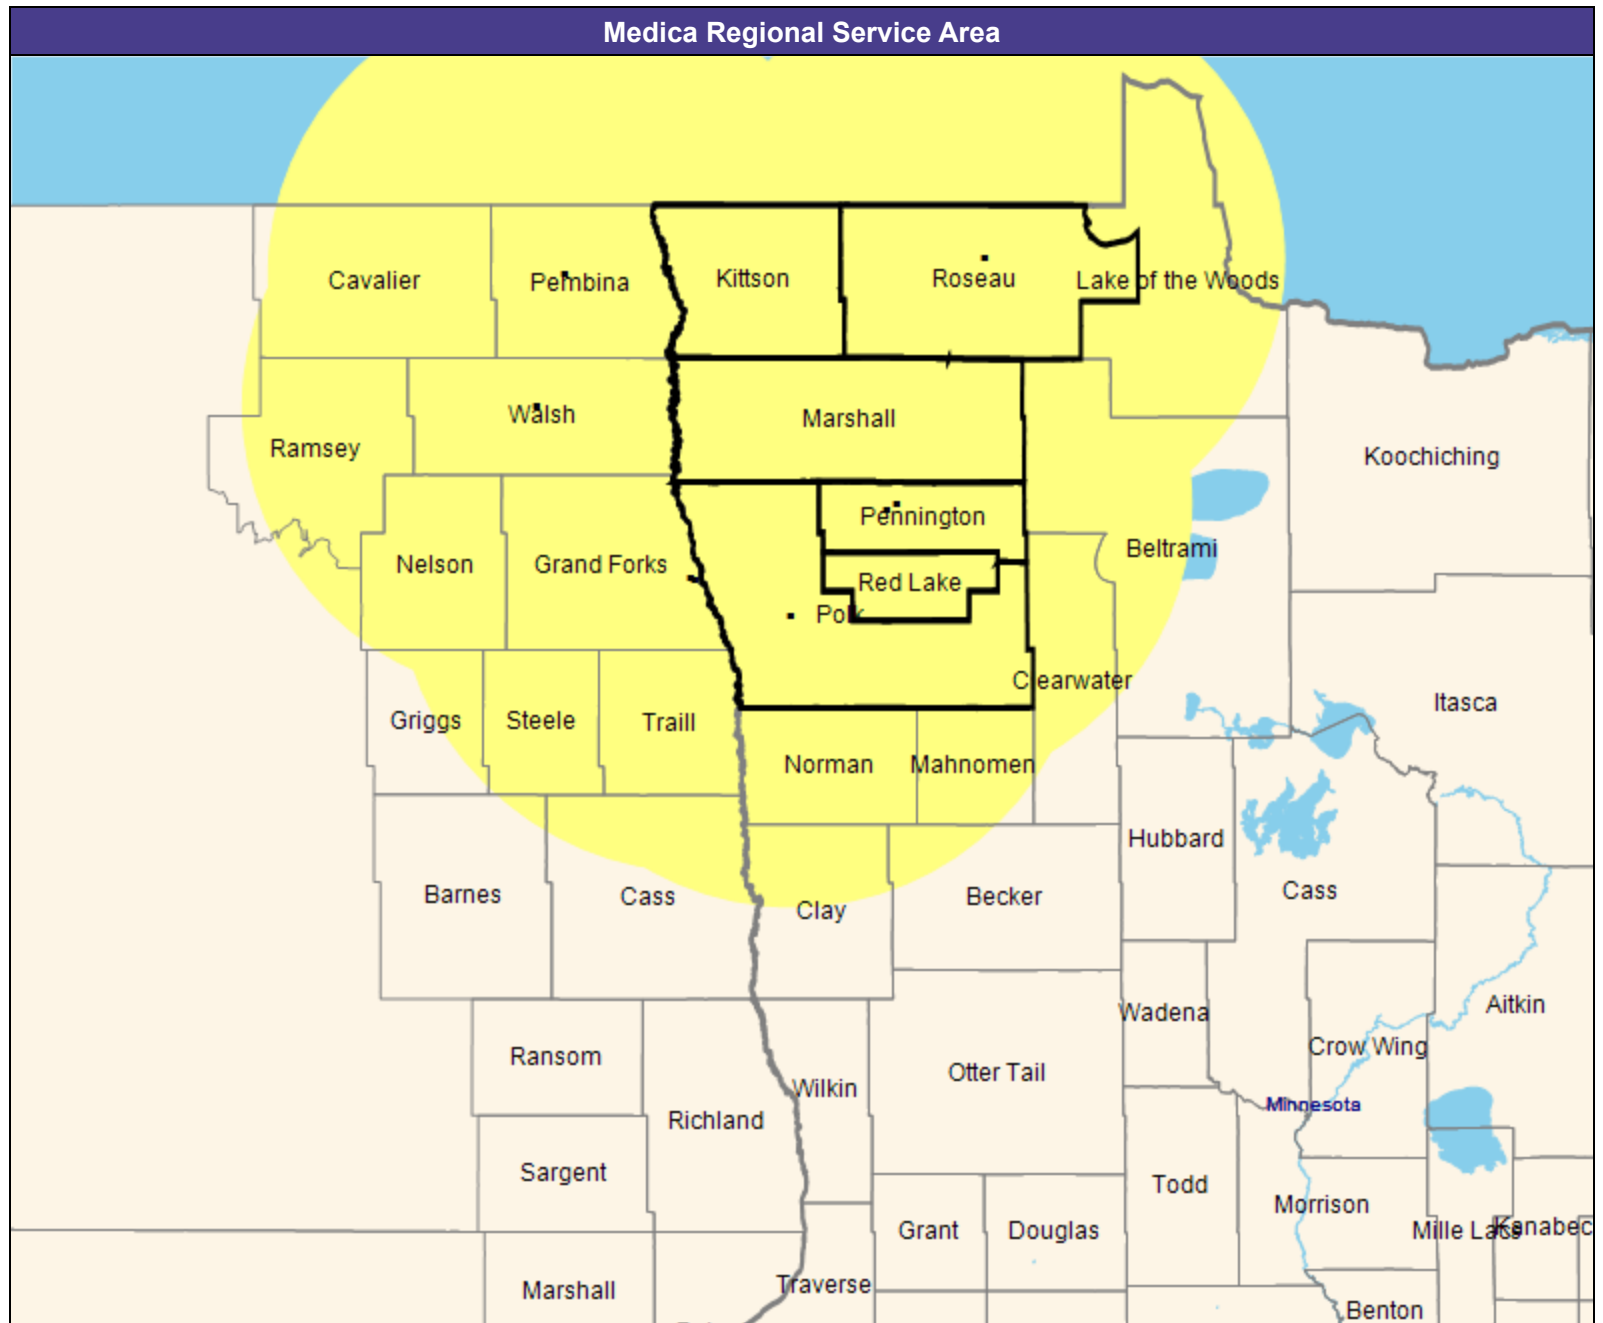 Medica Regional Service Area
Cavalier
Pembina
Kittson
Roseau
Lake of the Woods
Walsh
Marshall
Ramsey
Koochiching
Pennington
Nelson
Grand Forks
Beltrami
Red Lake
Polk
Clearwater
Griggs
Steele
Traill
Itasca
Norman
Mahnomen
Hubbard
Barnes
Cass
Clay
Becker
Cass
Wadena
Aitkin
Ransom
Crow Wing
Otter Tail
Wilkin
Minnesota
Richland
Sargent
Todd
Morrison
Grant
Douglas
Mille Lacs
Kanabec
Marshall
Traverse
Benton